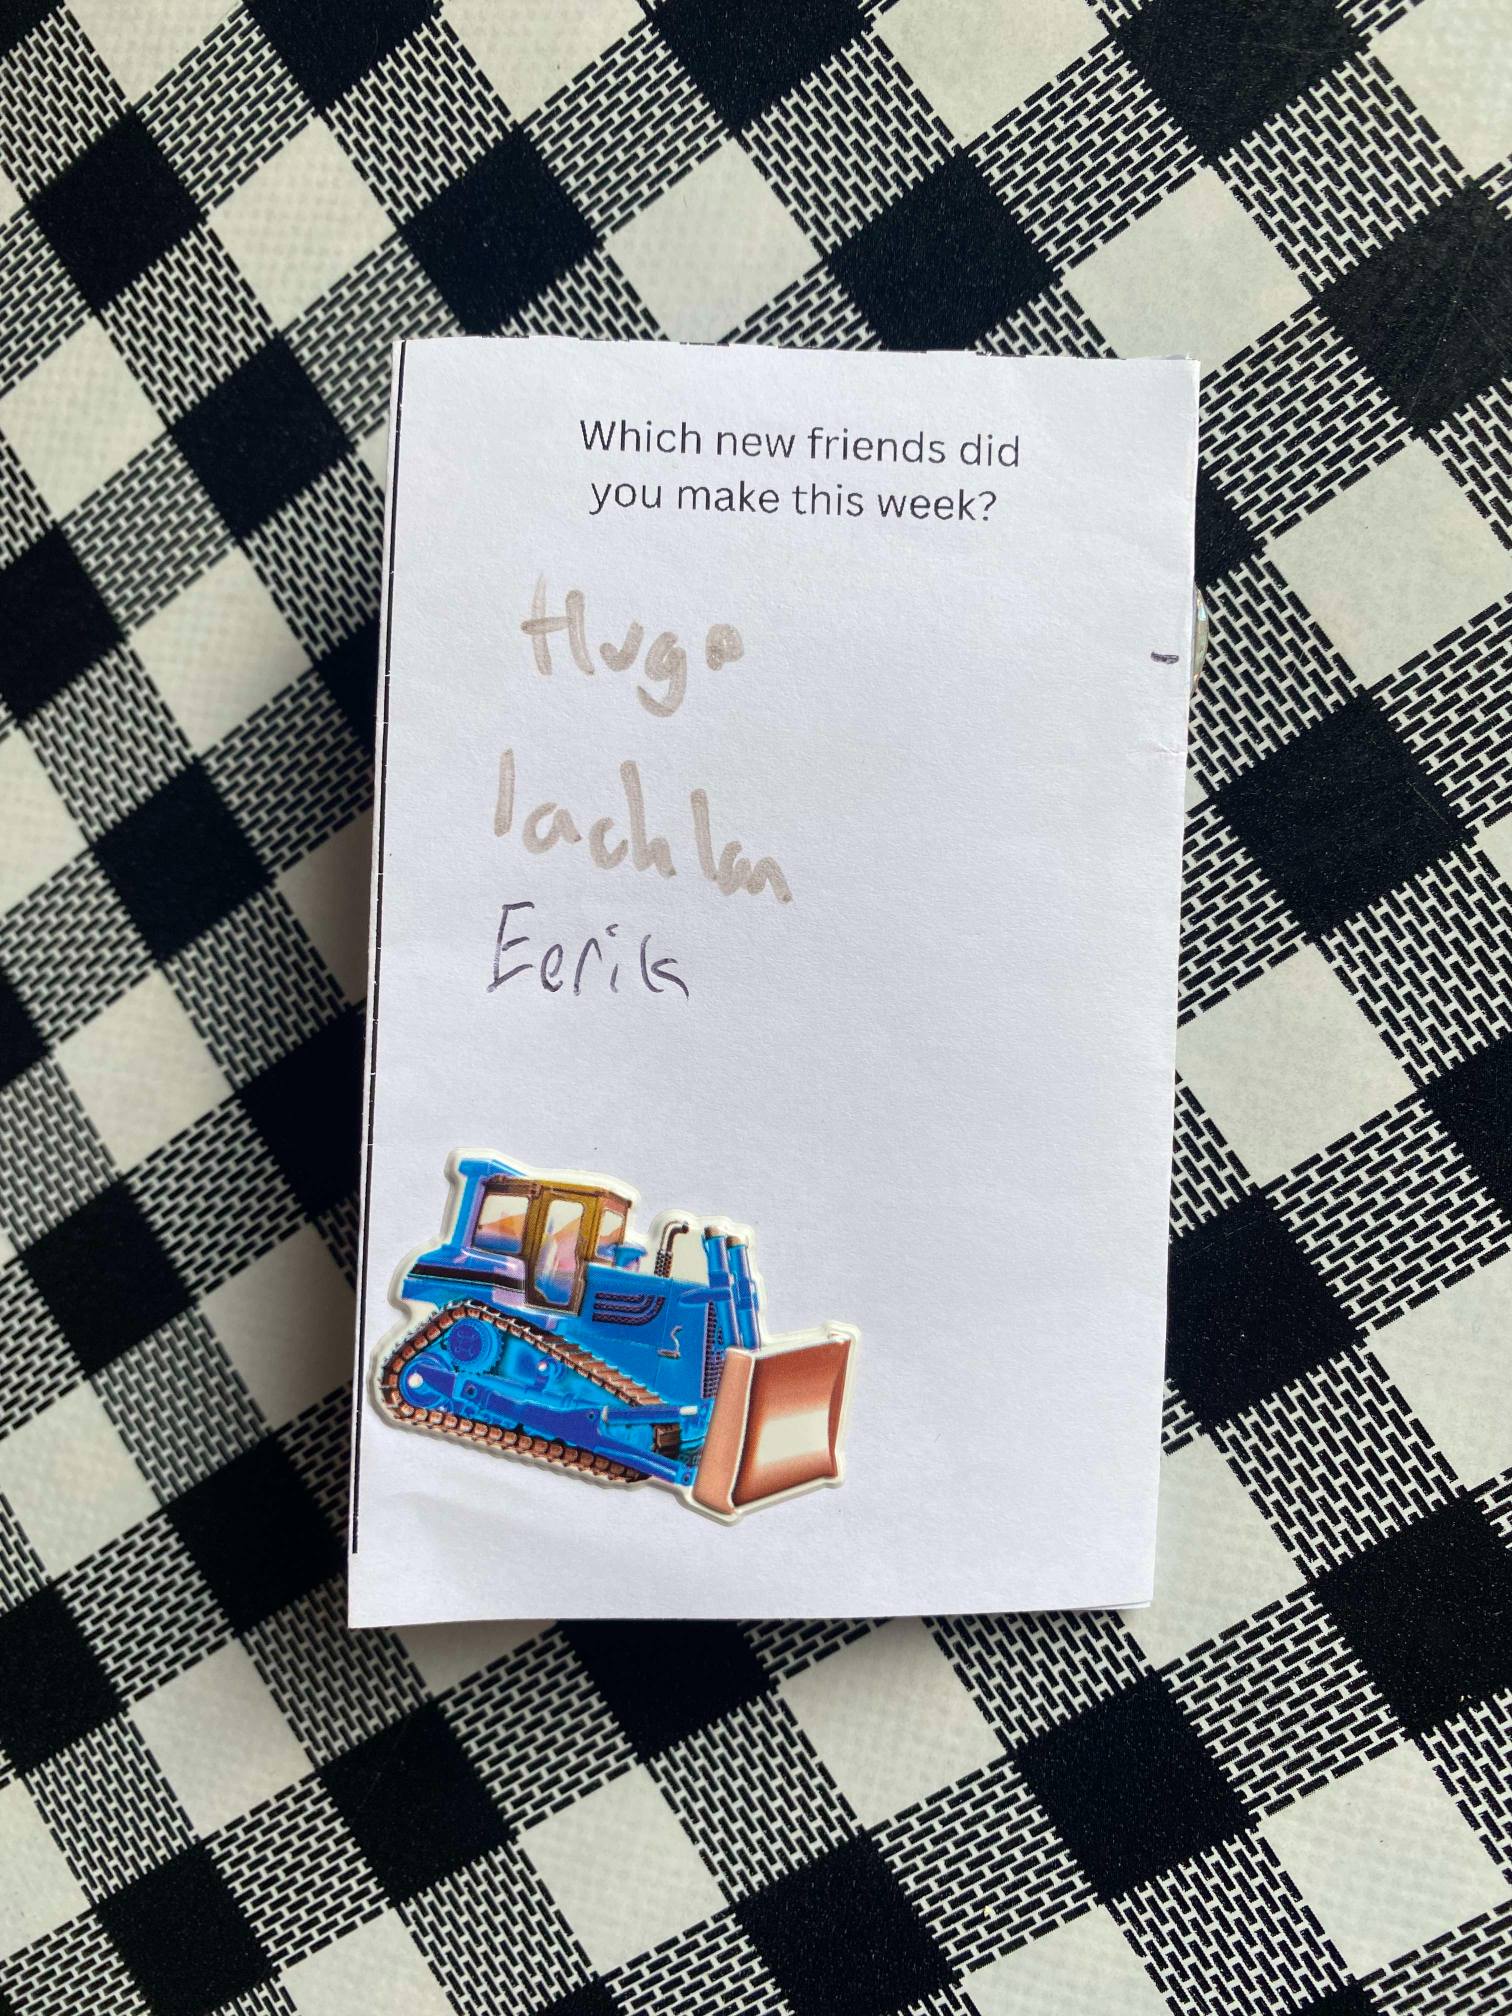 Which new friends did
you make this week?
Hugo
lachlan
Eerik